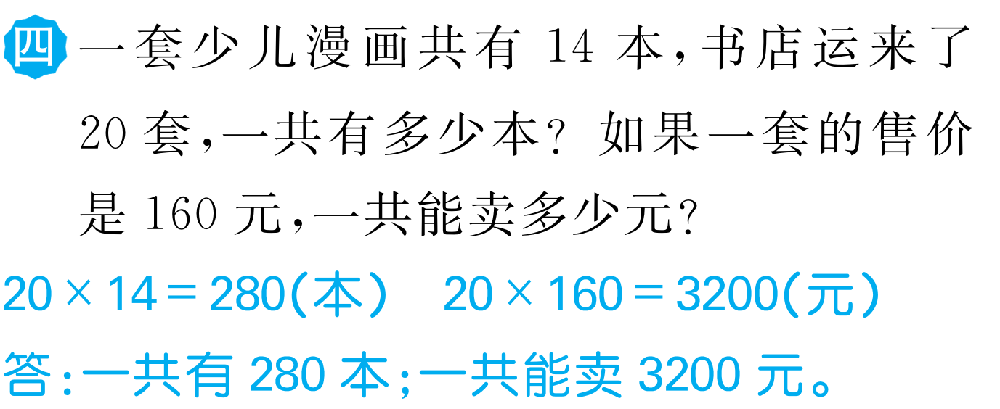 四 一套少儿漫画共有 14 本,书店运来了
20 套,一共有多少本? 如果一套的售价
是 160 元,一共能卖多少元?
20 × 14 = 280(本) 20 × 160 = 3200(元)
答:一共有 280 本;一共能卖 3200 元。